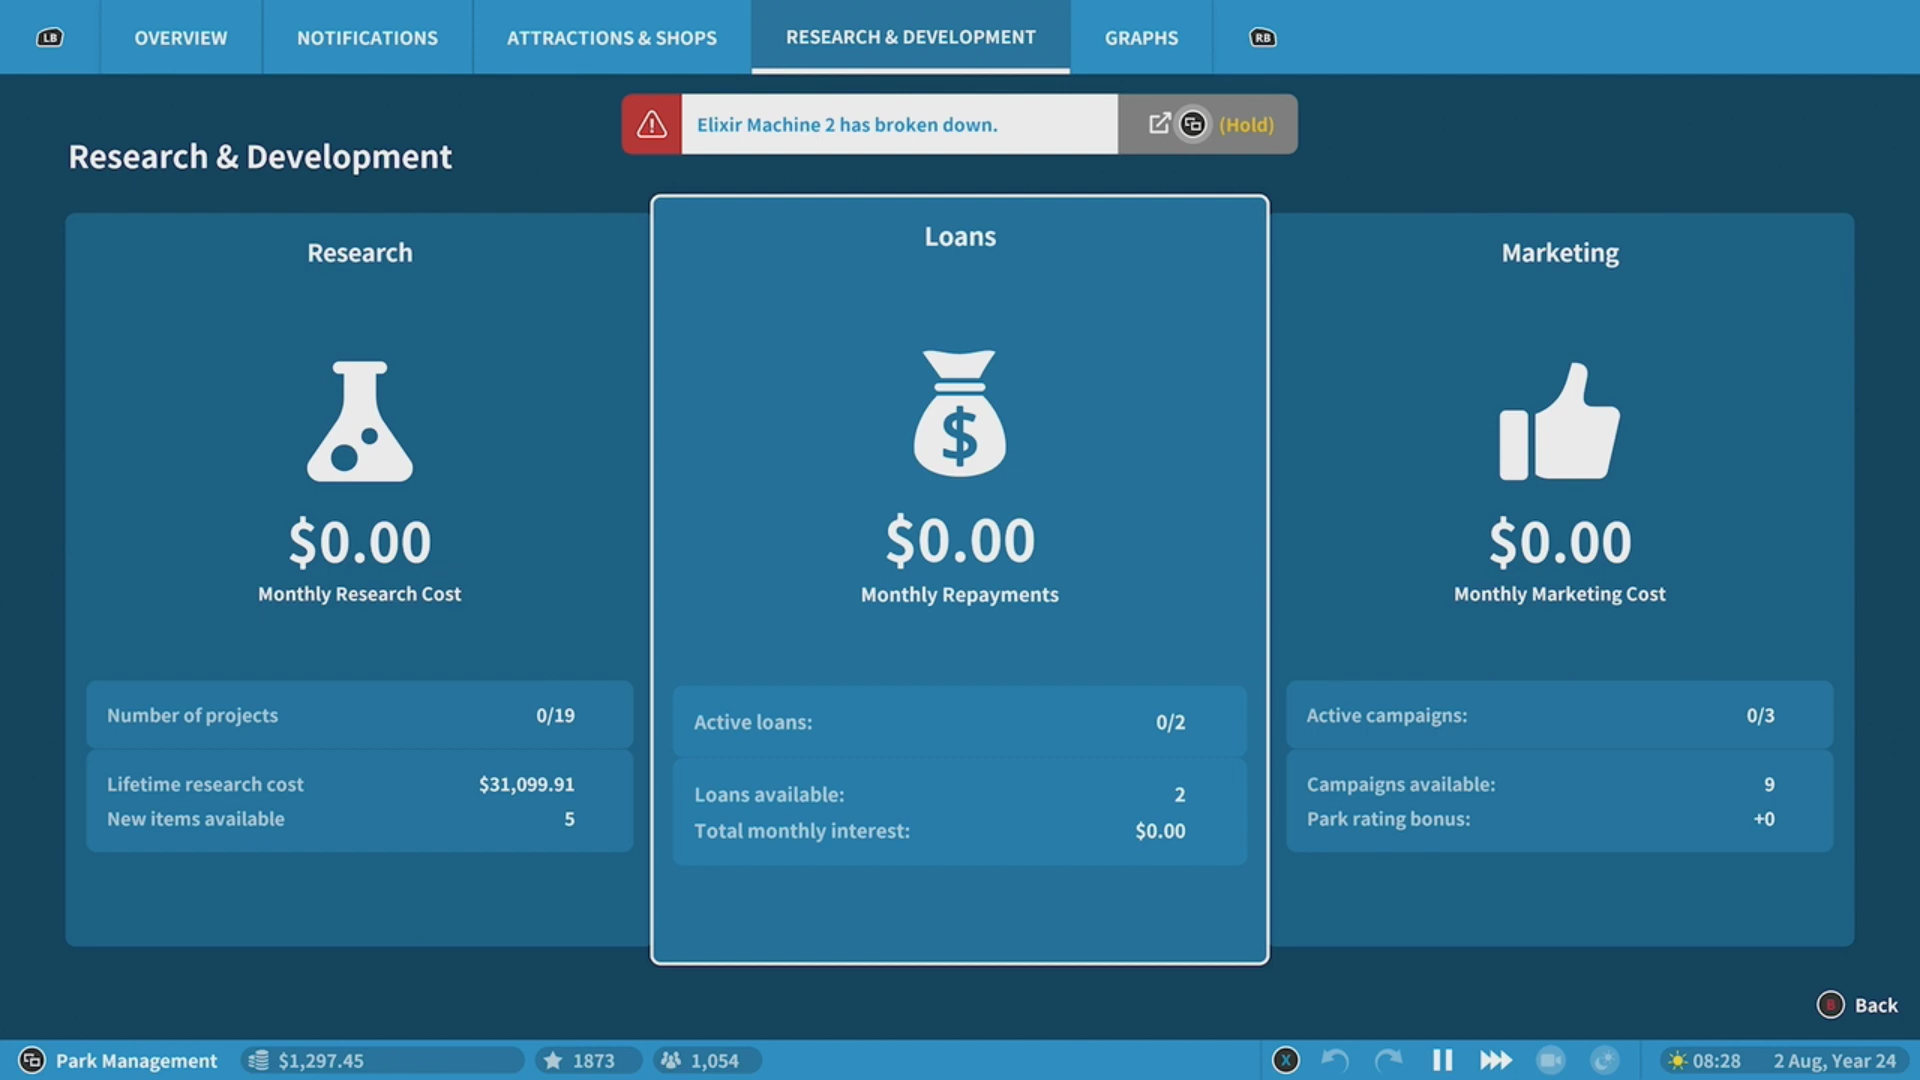 LB OVERVIEW NOTIFICATIONS ATTRACTIONS & SHOPS RESEARCH & DEVELOPMENT GRAPHS RB
Elixir Machine 2 has broken down. (Hold)
Research & Development
Research
$0.00
Monthly Research Cost
Number of projects 0/19
Lifetime research cost $31,099.91
New items available 5
Loans
$
$0.00
Monthly Repayments
Active loans: 0/2
Loans available: 2
Total monthly interest: $0.00
Marketing
$0.00
Monthly Marketing Cost
Active campaigns: 0/3
Campaigns available: 9
Park rating bonus: +0
B Back
Park Management $1,297.45 1873 1,054 X 08:28 2 Aug, Year 24